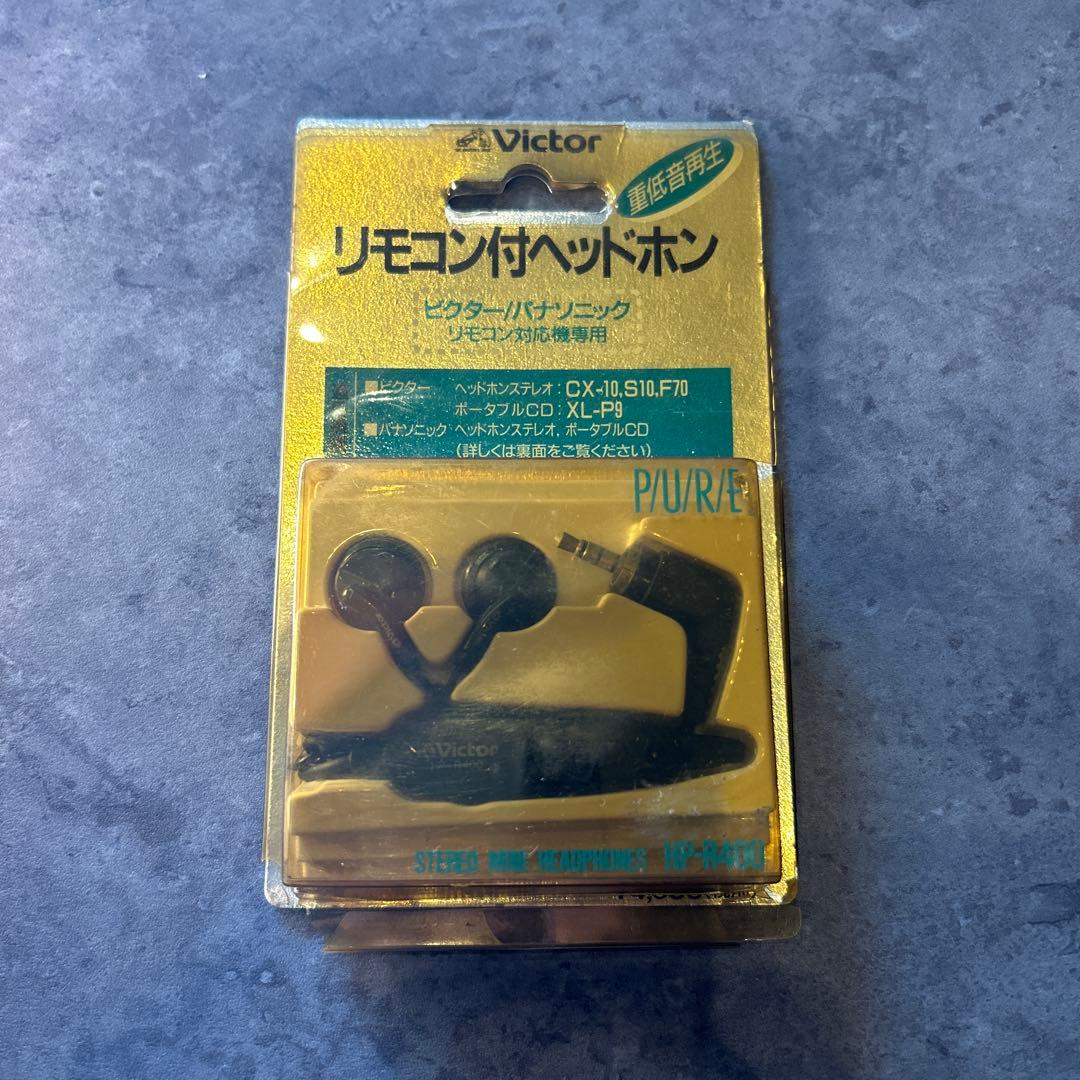 Victor
重低音再生
リモコン付ヘッドホン
ビクター/パナソニック
リモコン対応機専用
■ビクター ヘッドホンステレオ:CX-10,S10,F70
ポータブルCD:XL-P9
■パナソニック ヘッドホンステレオ,ポータブルCD
(詳しくは裏面をご覧ください)
P/U/R/E
Victor
STEREO MINI HEADPHONES HP-R400